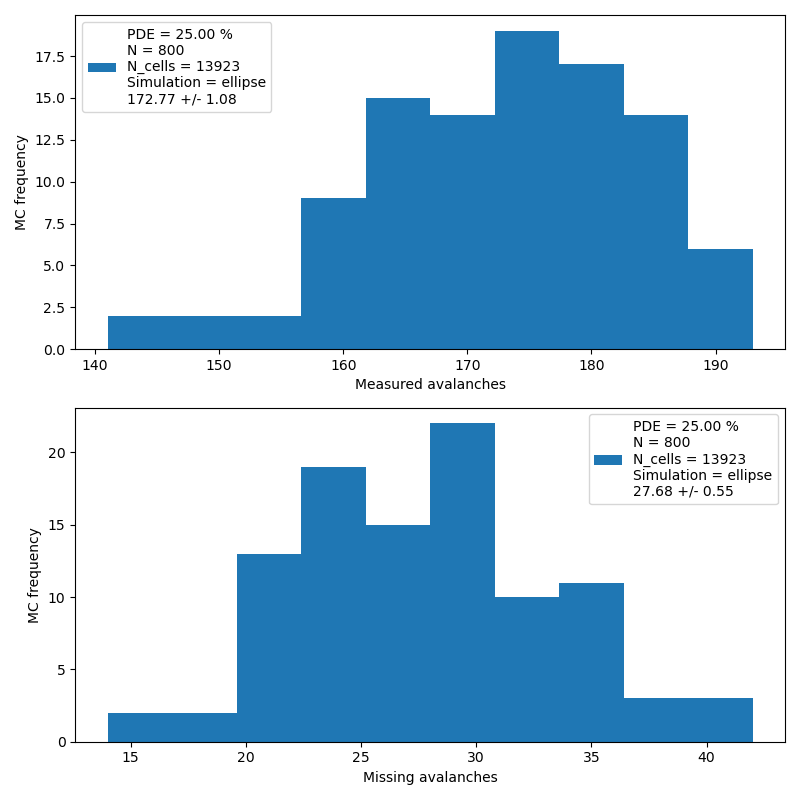 PDE = 25.00 %
N = 800
N_cells = 13923
Simulation = ellipse
172.77 +/- 1.08
MC frequency
17.5
15.0
12.5
10.0
7.5
5.0
2.5
0.0
140 150 160 170 180 190
Measured avalanches
PDE = 25.00 %
N = 800
N_cells = 13923
Simulation = ellipse
27.68 +/- 0.55
MC frequency
20
15
10
5
0
15 20 25 30 35 40
Missing avalanches